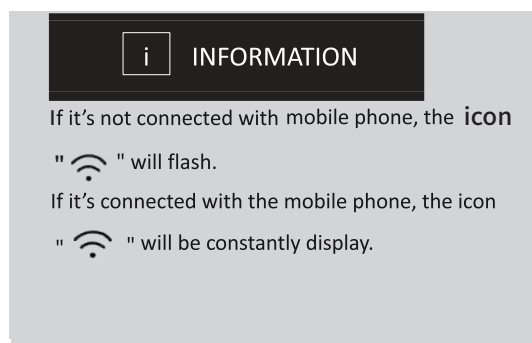 i INFORMATION
If it's not connected with mobile phone, the icon
" " will flash.
If it's connected with the mobile phone, the icon
" " will be constantly display.